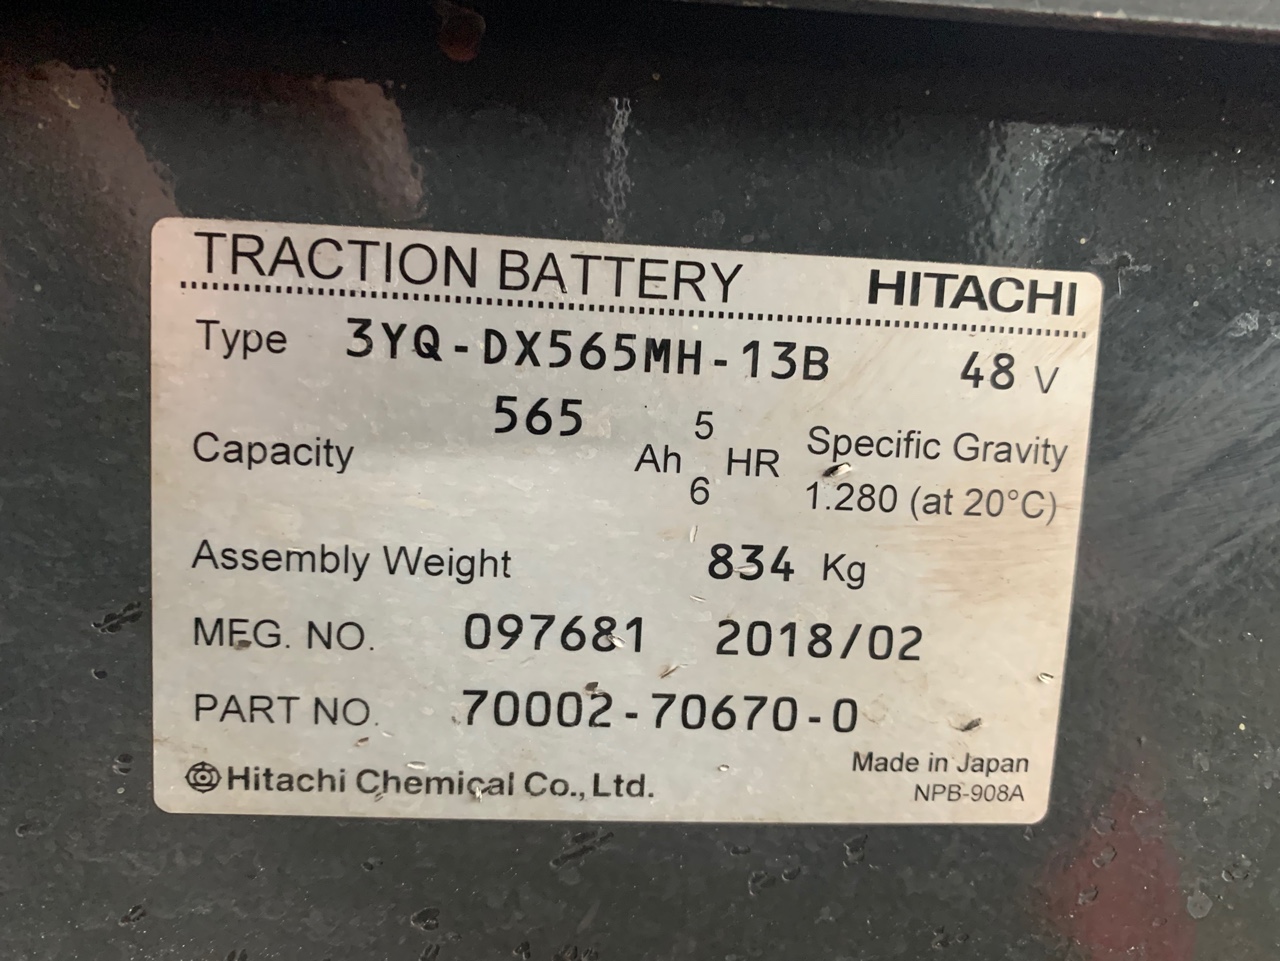 TRACTION BATTERY HITACHI
Type 3YQ-DX565MH-13B 48 V
Capacity 565 Ah 5 HR Specific Gravity
6 1.280 (at 20°C)
Assembly Weight 834 Kg
MFG. NO. 097681 2018/02
PART NO. 70002-70670-0
Hitachi Chemical Co., Ltd. Made in Japan
NPB-908A